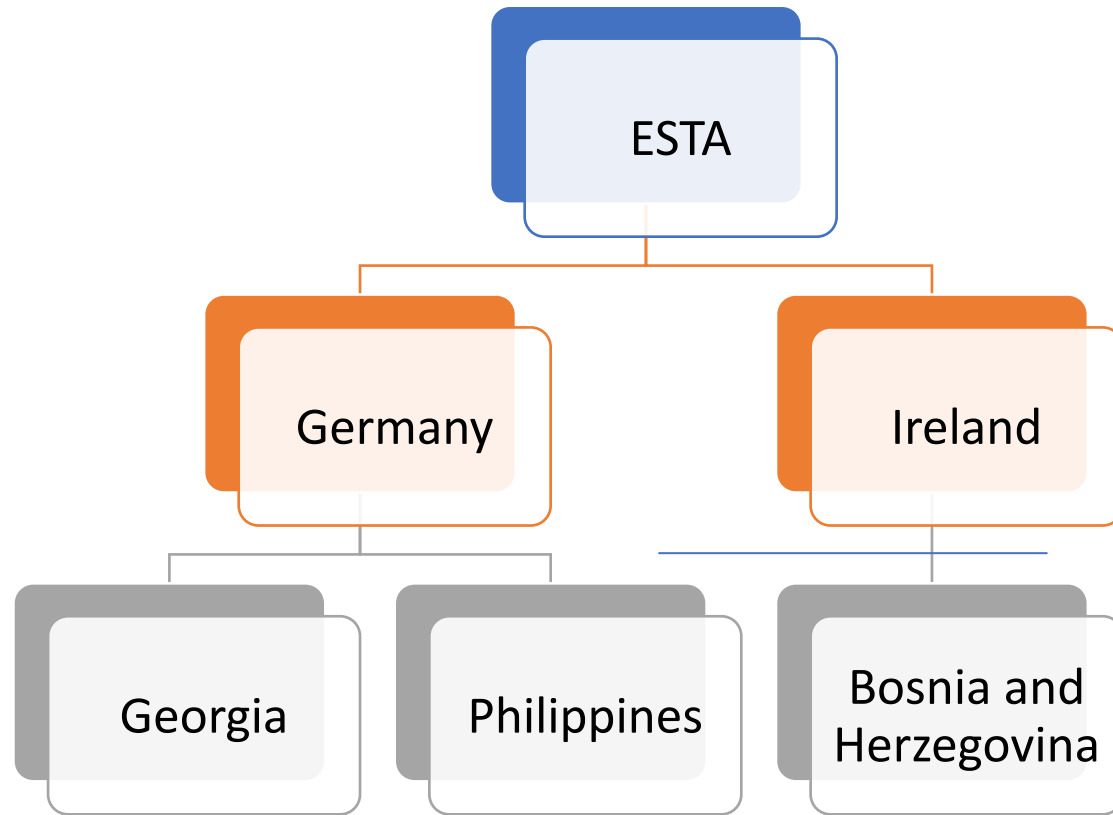 ESTA
Germany
Ireland
Georgia
Philippines
Bosnia and
Herzegovina